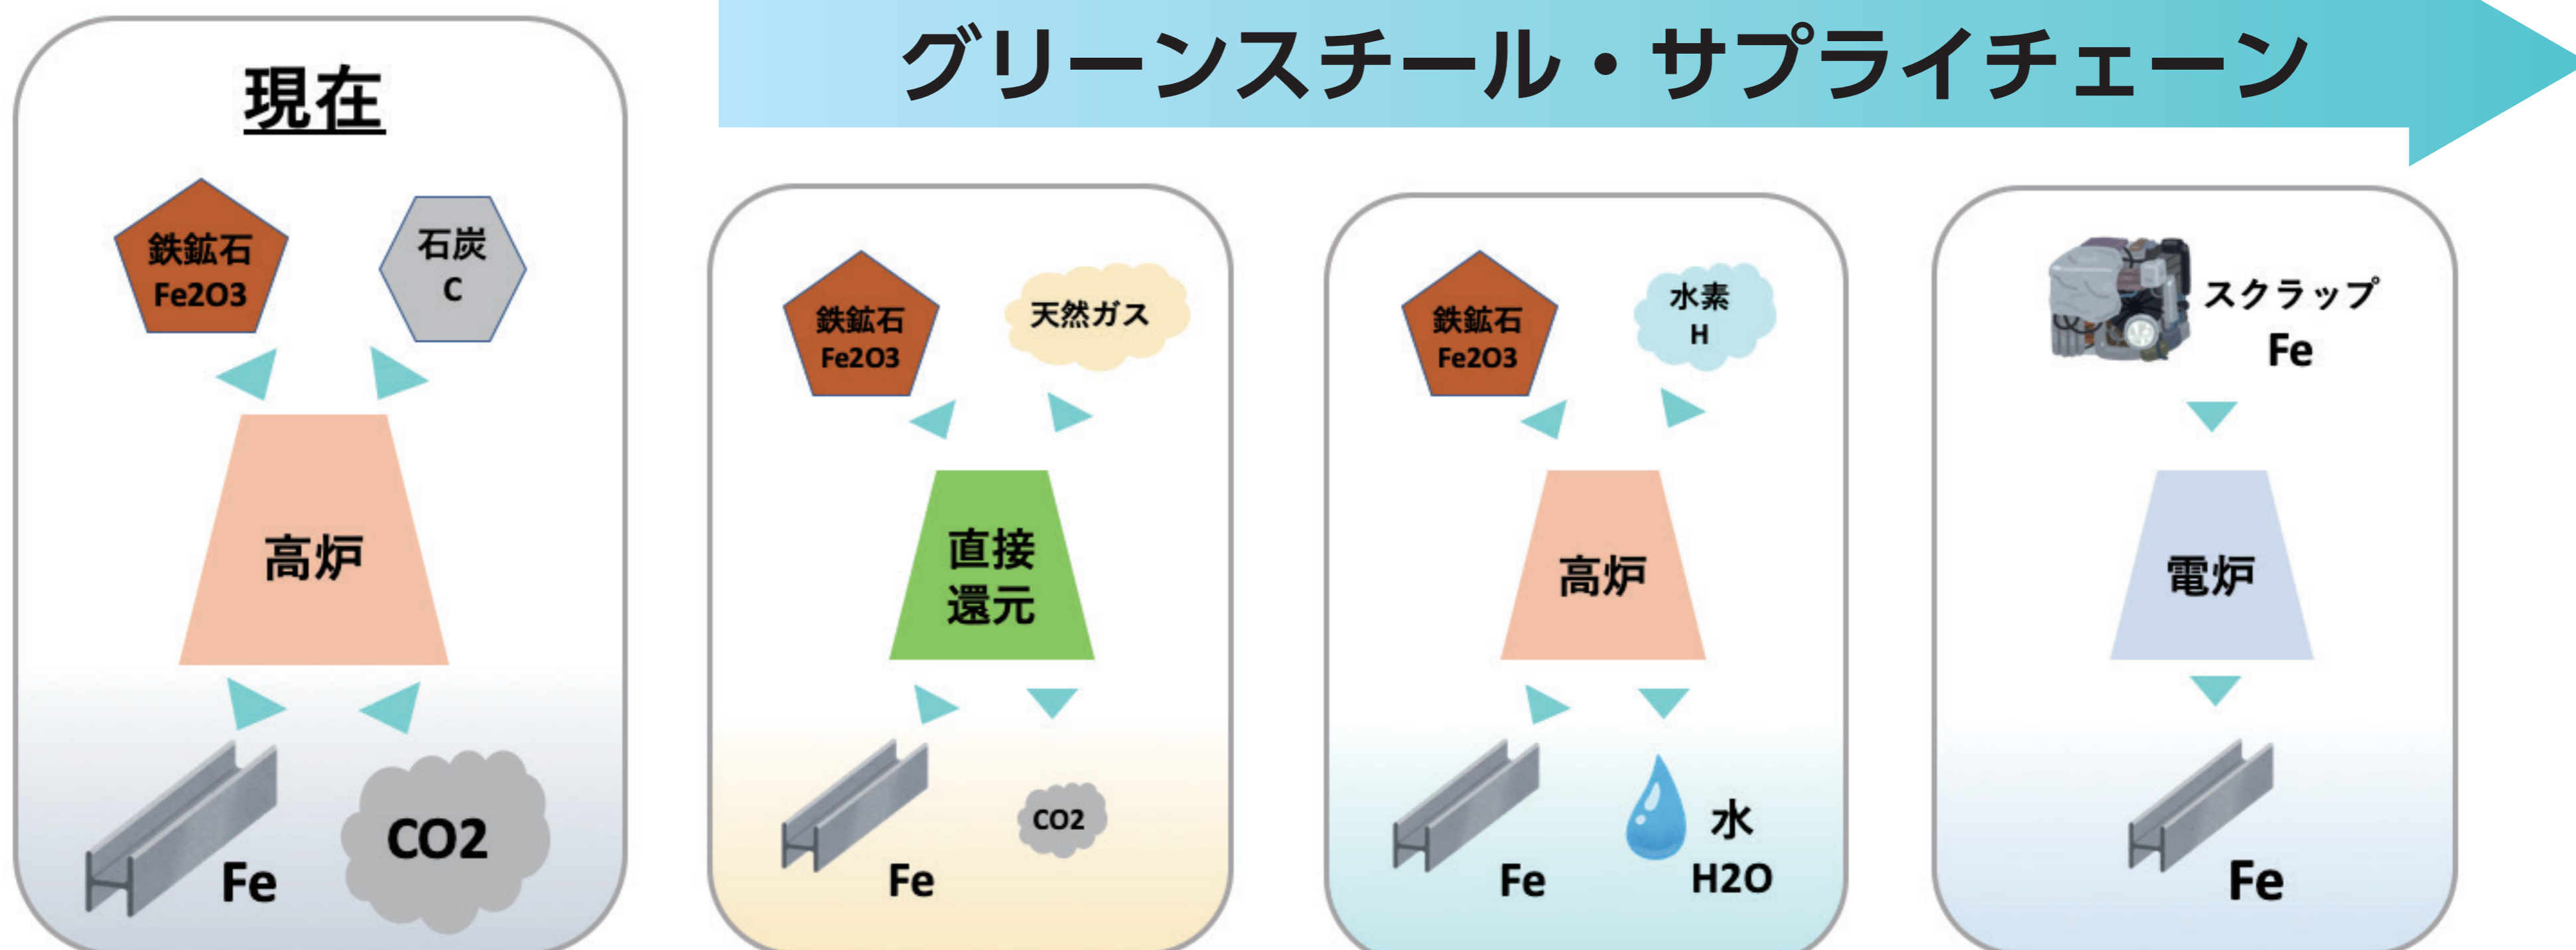 グリーンスチール・サプライチェーン
現在
鉄鉱石
Fe2O3
石炭
C
高炉
Fe
CO2
鉄鉱石
Fe2O3
天然ガス
直接
還元
Fe
CO2
鉄鉱石
Fe2O3
水素
H
高炉
Fe
水
H2O
スクラップ
Fe
電炉
Fe